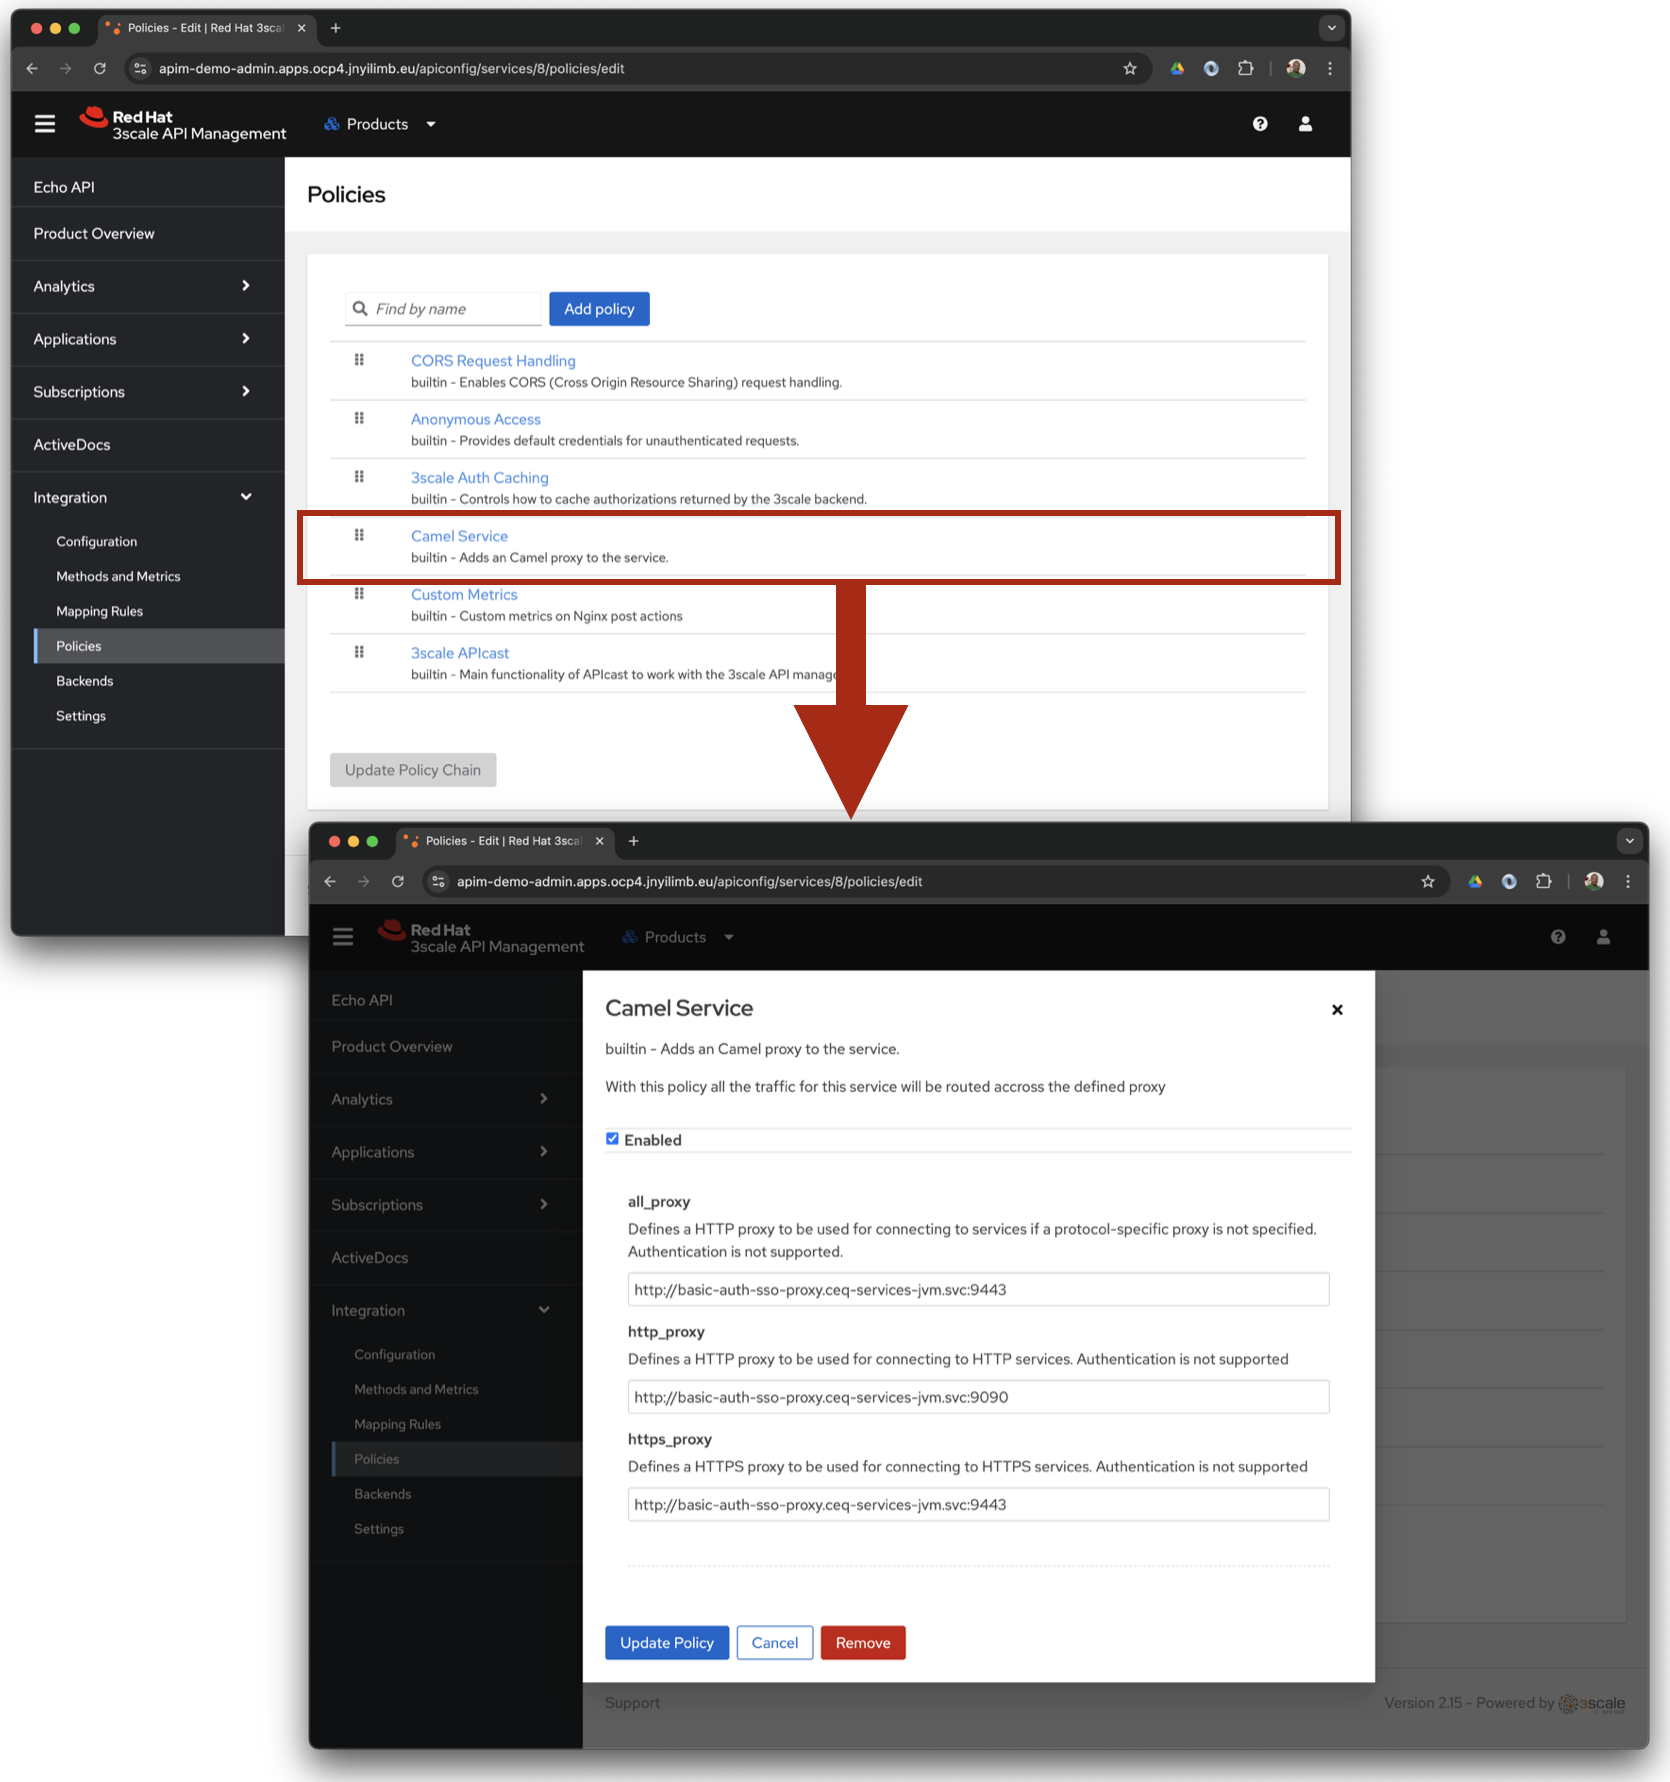 Policies - Edit | Red Hat 3scal
apim-demo-admin.apps.ocp4.jnyilimb.eu/apiconfig/services/8/policies/edit
Red Hat
3scale API Management
Products
Echo API
Product Overview
Analytics
Applications
Subscriptions
ActiveDocs
Integration
Configuration
Methods and Metrics
Mapping Rules
Policies
Backends
Settings
Policies
Find by name
Add policy
CORS Request Handling
builtin - Enables CORS (Cross Origin Resource Sharing) request handling.
Anonymous Access
builtin - Provides default credentials for unauthenticated requests.
3scale Auth Caching
builtin - Controls how to cache authorizations returned by the 3scale backend.
Camel Service
builtin - Adds an Camel proxy to the service.
Custom Metrics
builtin - Custom metrics on Nginx post actions
3scale APIcast
builtin - Main functionality of APIcast to work with the 3scale API manag
Update Policy Chain
Policies - Edit | Red Hat 3scal
apim-demo-admin.apps.ocp4.jnyilimb.eu/apiconfig/services/8/policies/edit
Red Hat
3scale API Management
Products
Echo API
Product Overview
Analytics
Applications
Subscriptions
ActiveDocs
Integration
Configuration
Methods and Metrics
Mapping Rules
Policies
Backends
Settings
Camel Service
builtin - Adds an Camel proxy to the service.
With this policy all the traffic for this service will be routed accross the defined proxy
Enabled
all_proxy
Defines a HTTP proxy to be used for connecting to services if a protocol-specific proxy is not specified.
Authentication is not supported.
http://basic-auth-sso-proxy.ceq-services-jvm.svc:9443
http_proxy
Defines a HTTP proxy to be used for connecting to HTTP services. Authentication is not supported
http://basic-auth-sso-proxy.ceq-services-jvm.svc:9090
https_proxy
Defines a HTTPS proxy to be used for connecting to HTTPS services. Authentication is not supported
http://basic-auth-sso-proxy.ceq-services-jvm.svc:9443
Update Policy
Cancel
Remove
Support
Version 2.15 - Powered by 3scale